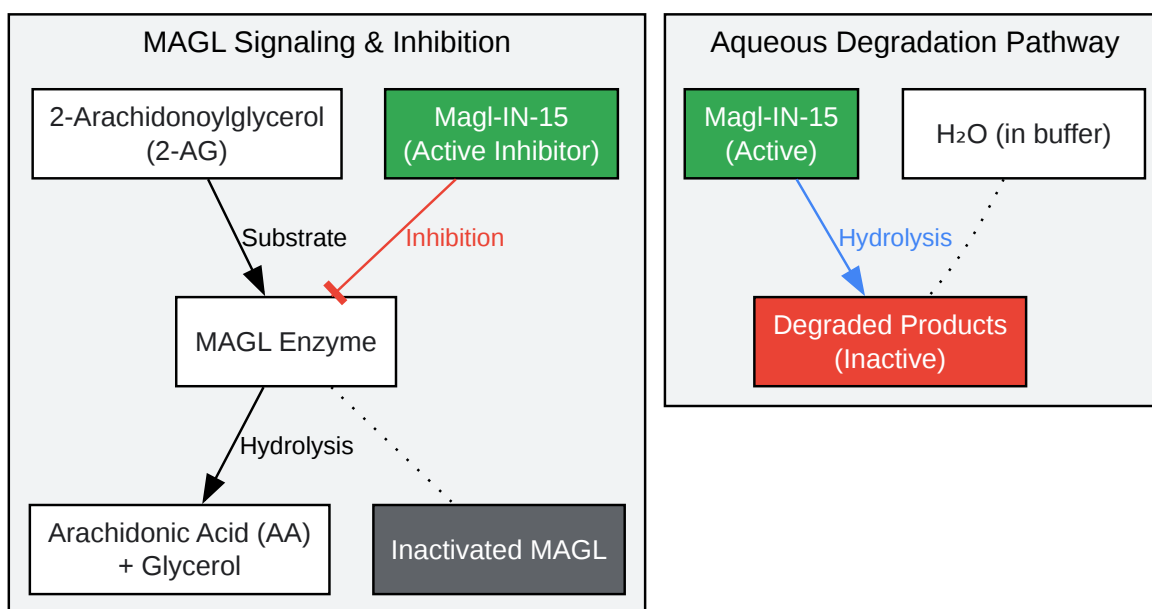 MAGL Signaling & Inhibition
2-Arachidonoylglycerol
(2-AG)
Magl-IN-15
(Active Inhibitor)
Substrate
Inhibition
MAGL Enzyme
Hydrolysis
Arachidonic Acid (AA)
+ Glycerol
Inactivated MAGL
Aqueous Degradation Pathway
Magl-IN-15
(Active)
H₂O (in buffer)
Hydrolysis
Degraded Products
(Inactive)